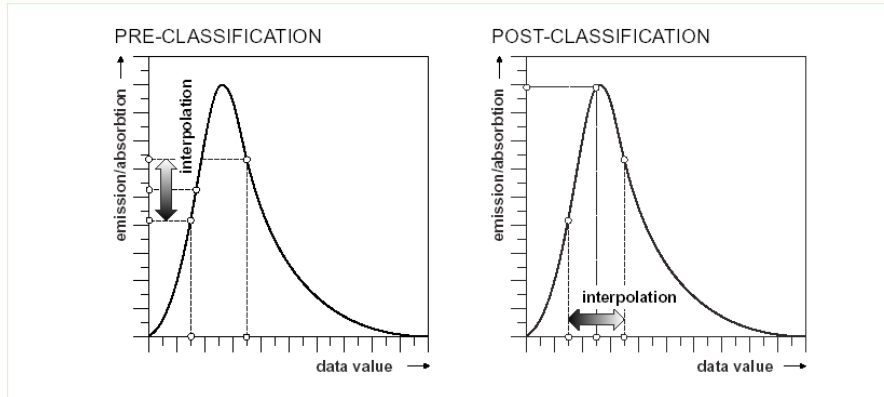 PRE-CLASSIFICATION
emission/absorbtion
interpolation
data value
POST-CLASSIFICATION
emission/absorbtion
interpolation
data value